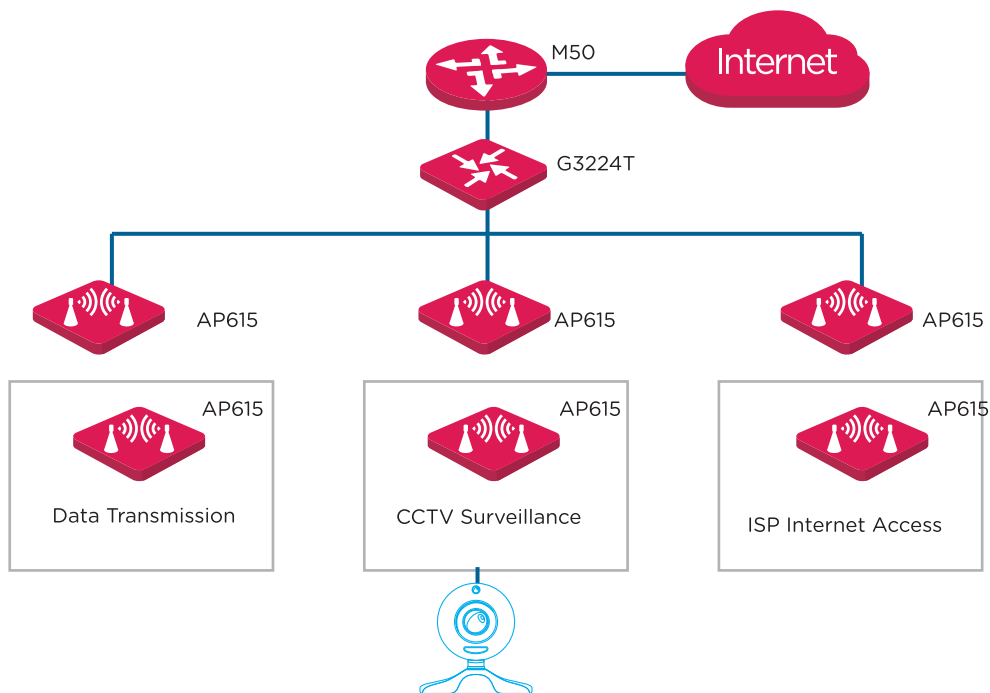 M50
Internet
G3224T
AP615
AP615
AP615
AP615
AP615
AP615
Data Transmission
CCTV Surveillance
ISP Internet Access